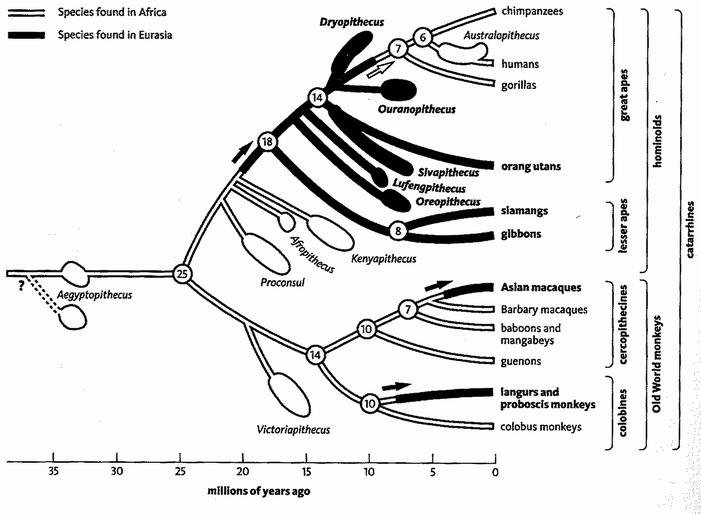 Species found in Africa
Species found in Eurasia
Dryopithecus
chimpanzees
6
Australopithecus
7
humans
gorillas
14
Ouranopithecus
great apes
18
orang utans
Sivapithecus
Lufengpithecus
Oreopithecus
hominoids
siamangs
8
gibbons
lesser apes
Afropithecus
Kenyapithecus
Proconsul
catarrhines
25
?
Aegyptopithecus
Asian macaques
7
Barbary macaques
baboons and
mangabeys
10
guenons
cercopithecines
14
Old World monkeys
langurs and
proboscis monkeys
10
colobus monkeys
colobines
Victoriapithecus
35 30 25 20 15 10 5 0
millions of years ago